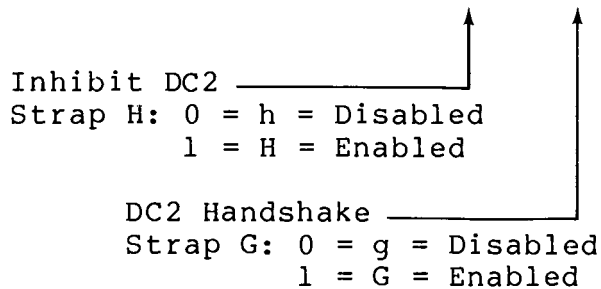 Inhibit DC2
Strap H: 0 = h = Disabled
1 = H = Enabled
DC2 Handshake
Strap G: 0 = g = Disabled
1 = G = Enabled